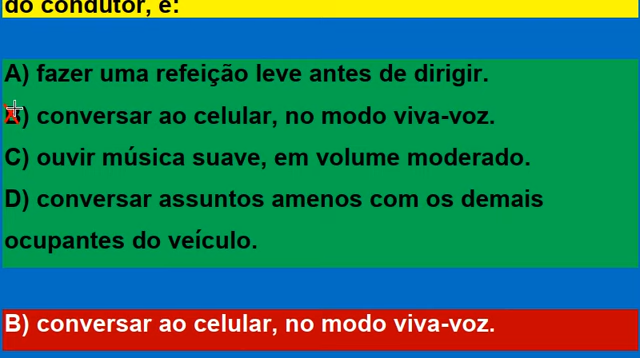 do condutor, é:
A) fazer uma refeição leve antes de dirigir.
B) conversar ao celular, no modo viva-voz.
C) ouvir música suave, em volume moderado.
D) conversar assuntos amenos com os demais
ocupantes do veículo.
B) conversar ao celular, no modo viva-voz.